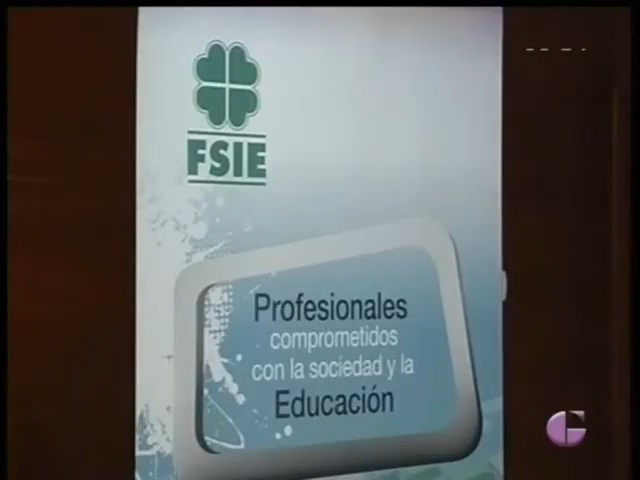 FSIE
Profesionales
comprometidos
con la sociedad y la
Educación